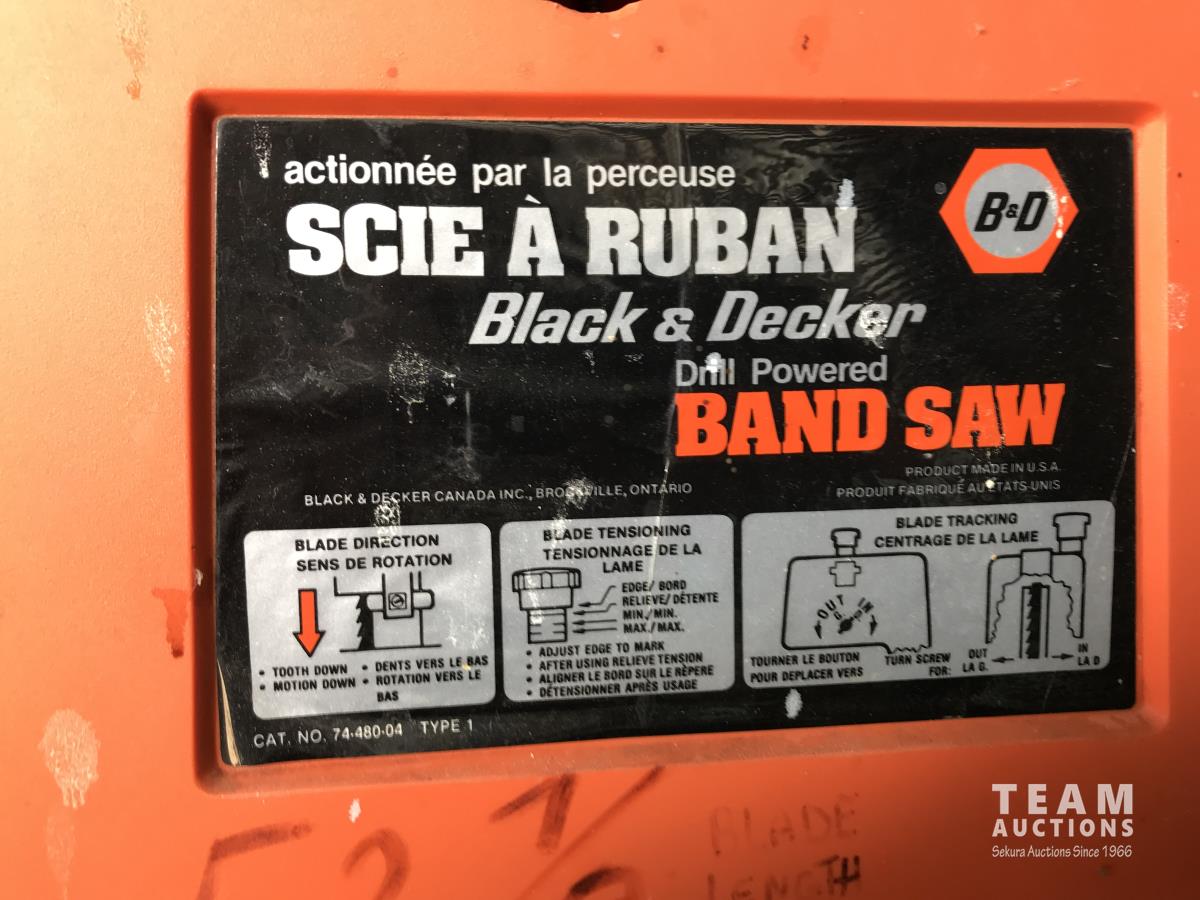 actionnée par la perceuse
SCIE À RUBAN
B&D
Black & Decker
Drill Powered
BAND SAW
PRODUCT MADE IN U.S.A.
PRODUIT FABRIQUÉ AU ÉTATS-UNIS
BLACK & DECKER CANADA INC., BROCKVILLE, ONTARIO
BLADE DIRECTION
SENS DE ROTATION
• TOOTH DOWN
• MOTION DOWN
• DENTS VERS LE BAS
• ROTATION VERS LE
BAS
BLADE TENSIONING
TENSIONNAGE DE LA
LAME
EDGE/ BORD
RELIEVE/ DÉTENTE
MIN./MIN.
MAX./MAX.
• ADJUST EDGE TO MARK
• AFTER USING RELIEVE TENSION
• ALIGNER LE BORD SUR LE REPÈRE
• DÉTENSIONNER APRÈS USAGE
BLADE TRACKING
CENTRAGE DE LA LAME
OUT IN
G.
TOURNER LE BOUTON
POUR DEPLACER VERS
TURN SCREW
FOR:
OUT
LA G.
IN
LA D
CAT. NO. 74-480-04 TYPE 1
BLADE
LENGTH
TEAM
AUCTIONS
Sekura Auctions Since 1966